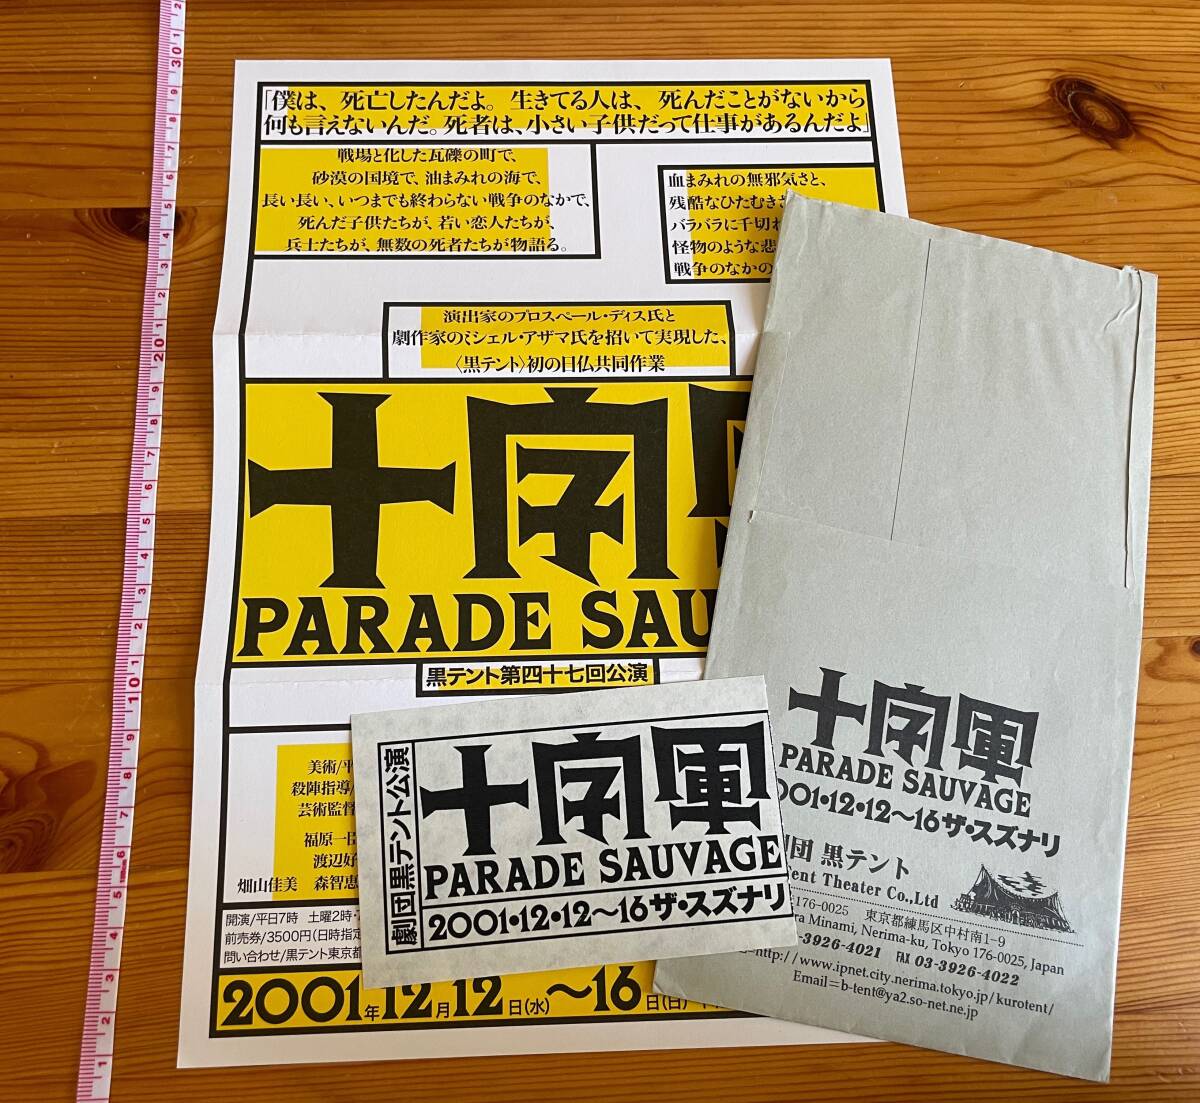 「僕は、死亡したんだよ。生きてる人は、死んだことがないから
何も言えないんだ。死者は、小さい子供だって仕事があるんだよ」
戦場と化した瓦礫の町で、
砂漠の国境で、油まみれの海で、
長い長い、いつまでも終わらない戦争のなかで、
死んだ子供たちが、若い恋人たちが、
兵士たちが、無数の死者たちが物語る。
血まみれの無邪気さと、
残酷なひたむきさ
バラバラに千切れ
怪物のような悲
戦争のなかの
演出家のプロスペール・ディス氏と
劇作家のミシェル・アザマ氏を招いて実現した、
〈黒テント〉初の日仏共同作業
十字軍
PARADE SAUV
黒テント第四十七回公演
美術/平
殺陣指導/
芸術監督
福原一臣
渡辺好
畑山佳美 森智恵
開演/平日7時 土曜2時・
前売券/3500円(日時指定
問い合わせ/黒テント東京都
2001年12月12日(水)〜16日(日)
劇団黒テント公演
十字軍
PARADE SAUVAGE
2001・12・12〜16 ザ・スズナリ
十字軍
PARADE SAUVAGE
001・12・12〜16 ザ・スズナリ
団 黒テント
ent Theater Co.,Ltd
176-0025 東京都練馬区中村南1-9
ra Minami, Nerima-ku, Tokyo 176-0025, Japan
-3926-4021 FAX 03-3926-4022
=http://www.ipnet.city.nerima.tokyo.jp/kurotent/
Email=b-tent@ya2.so-net.ne.jp